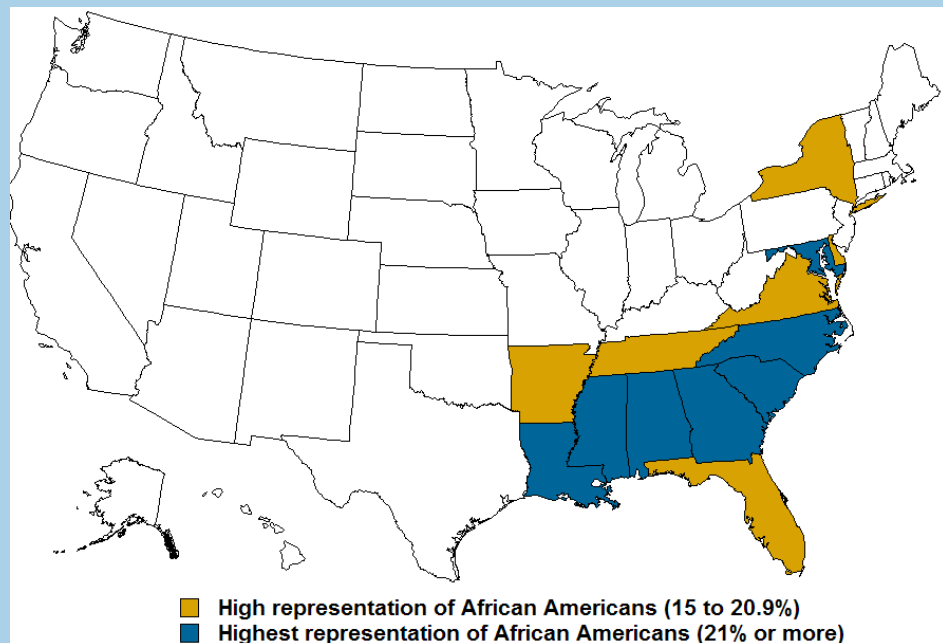 High representation of African Americans (15 to 20.9%)
Highest representation of African Americans (21% or more)